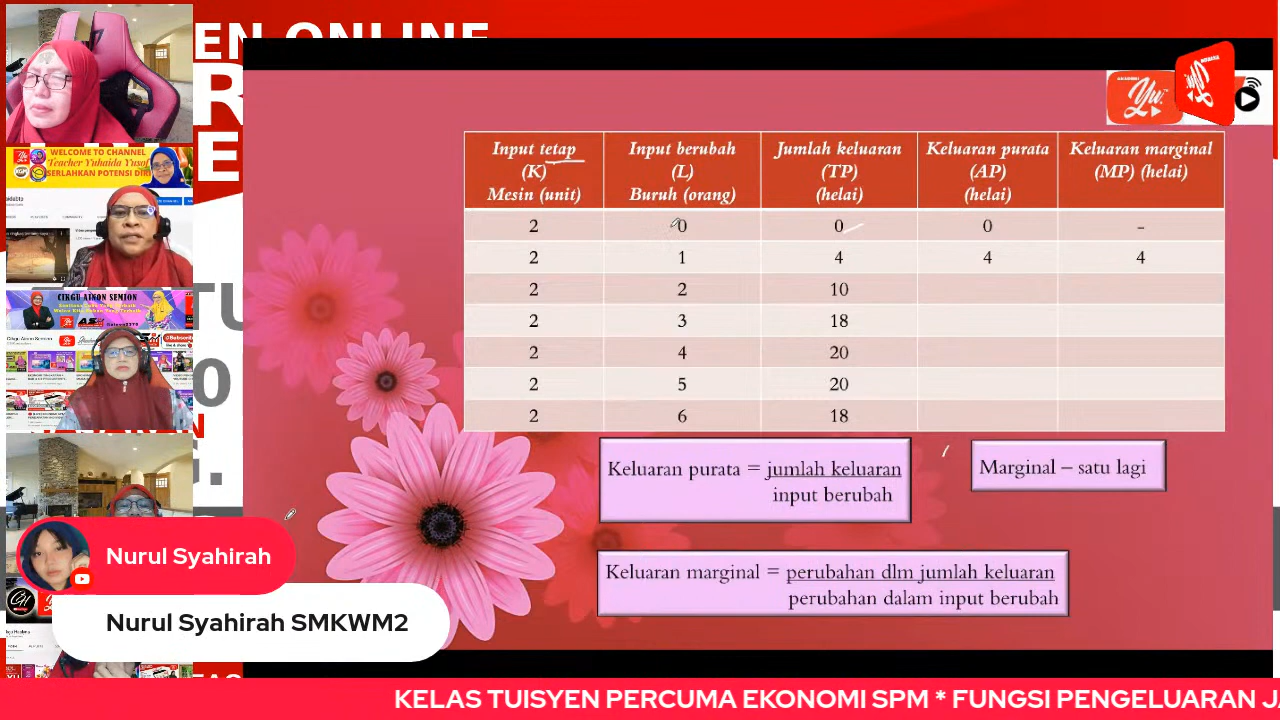 EN ONLINE
WELCOME TO CHANNEL
Teacher Yuhaida Yusof
SERLAHKAN POTENSI DIRI
CIKGU AINON SEMION
Input tetap
(K)
Mesin (unit)
Input berubah
(L)
Buruh (orang)
Jumlah keluaran
(TP)
(helai)
Keluaran purata
(AP)
(helai)
Keluaran marginal
(MP) (helai)
2 0 0 0 -
2 1 4 4 4
2 2 10
2 3 18
2 4 20
2 5 20
2 6 18
Keluaran purata = jumlah keluaran
input berubah
Marginal – satu lagi
Keluaran marginal = perubahan dlm jumlah keluaran
perubahan dalam input berubah
Nurul Syahirah
Nurul Syahirah SMKWM2
KELAS TUISYEN PERCUMA EKONOMI SPM * FUNGSI PENGELUARAN JA